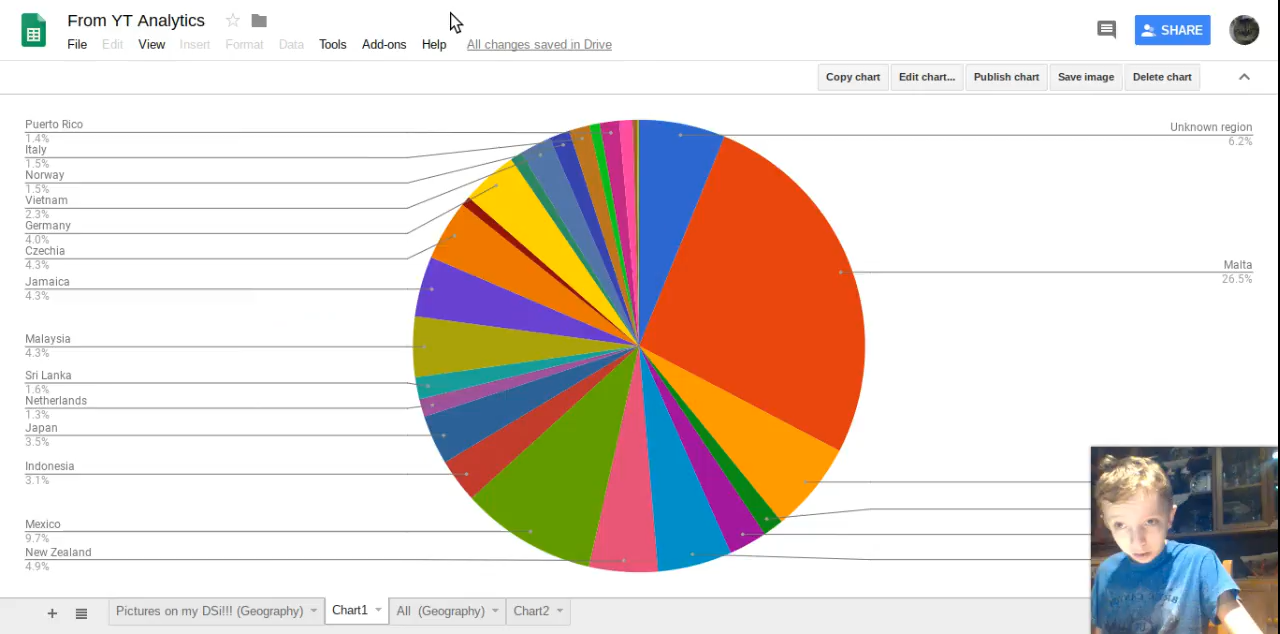 From YT Analytics
File Edit View Insert Format Data Tools Add-ons Help All changes saved in Drive
SHARE
Copy chart Edit chart... Publish chart Save image Delete chart
Puerto Rico
1.4%
Italy
1.5%
Norway
1.5%
Vietnam
2.3%
Germany
4.0%
Czechia
4.3%
Jamaica
4.3%
Malaysia
4.3%
Sri Lanka
1.6%
Netherlands
1.3%
Japan
3.5%
Indonesia
3.1%
Mexico
9.7%
New Zealand
4.9%
Unknown region
6.2%
Malta
26.5%
Pictures on my DSi!!! (Geography) Chart1 All (Geography) Chart2